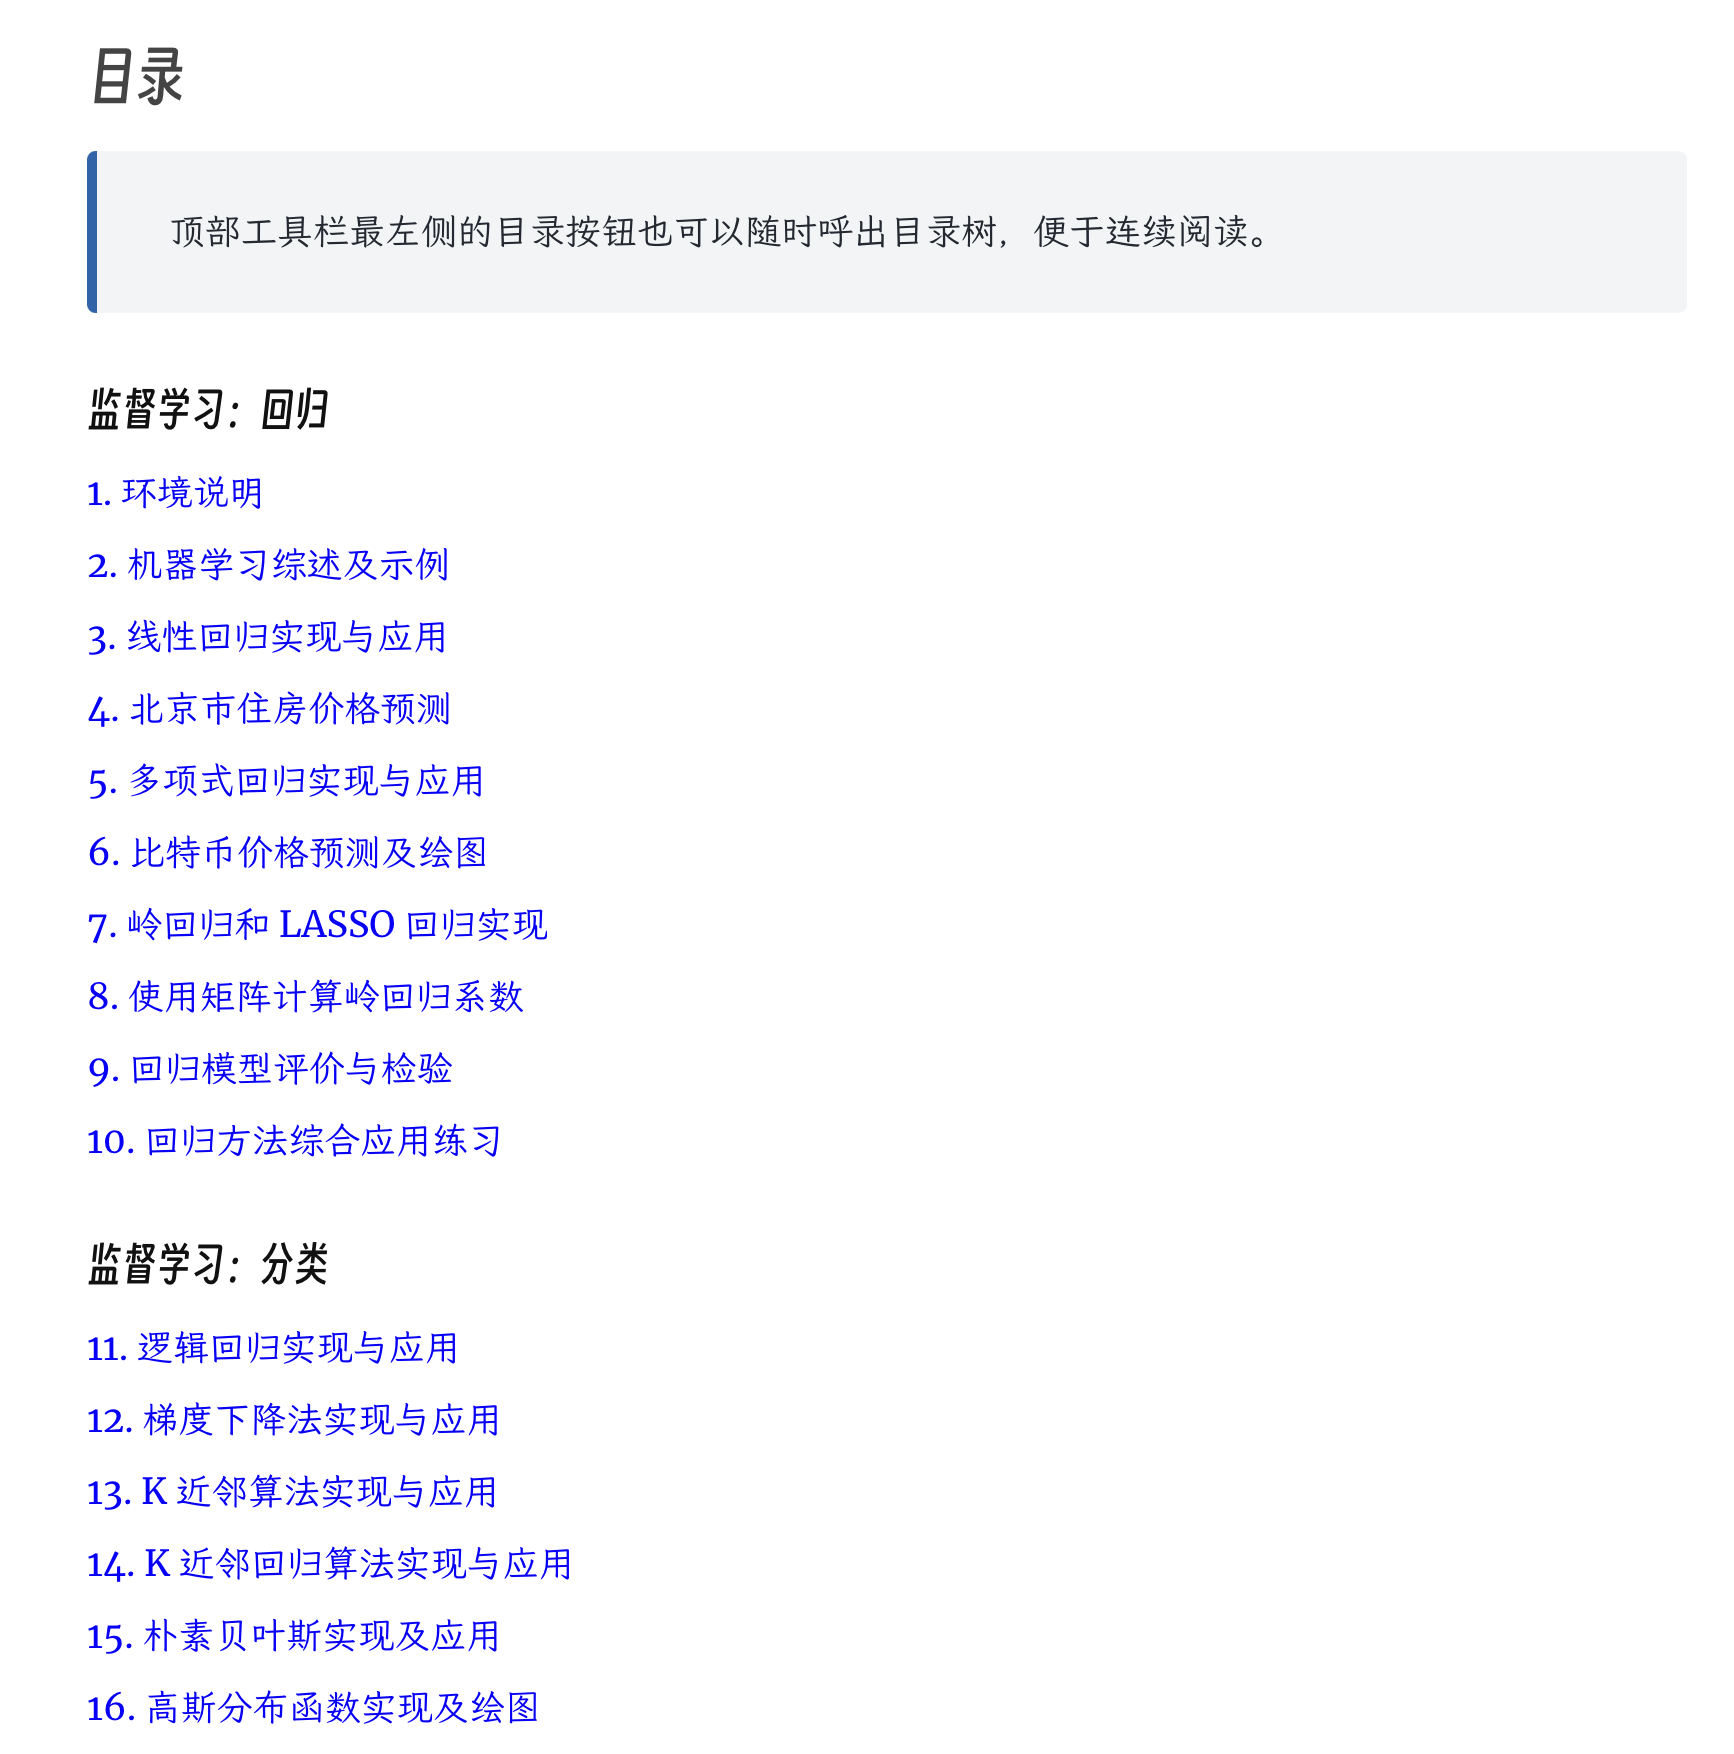 目录
顶部工具栏最左侧的目录按钮也可以随时呼出目录树，便于连续阅读。
监督学习：回归
1. 环境说明
2. 机器学习综述及示例
3. 线性回归实现与应用
4. 北京市住房价格预测
5. 多项式回归实现与应用
6. 比特币价格预测及绘图
7. 岭回归和 LASSO 回归实现
8. 使用矩阵计算岭回归系数
9. 回归模型评价与检验
10. 回归方法综合应用练习
监督学习：分类
11. 逻辑回归实现与应用
12. 梯度下降法实现与应用
13. K 近邻算法实现与应用
14. K 近邻回归算法实现与应用
15. 朴素贝叶斯实现及应用
16. 高斯分布函数实现及绘图